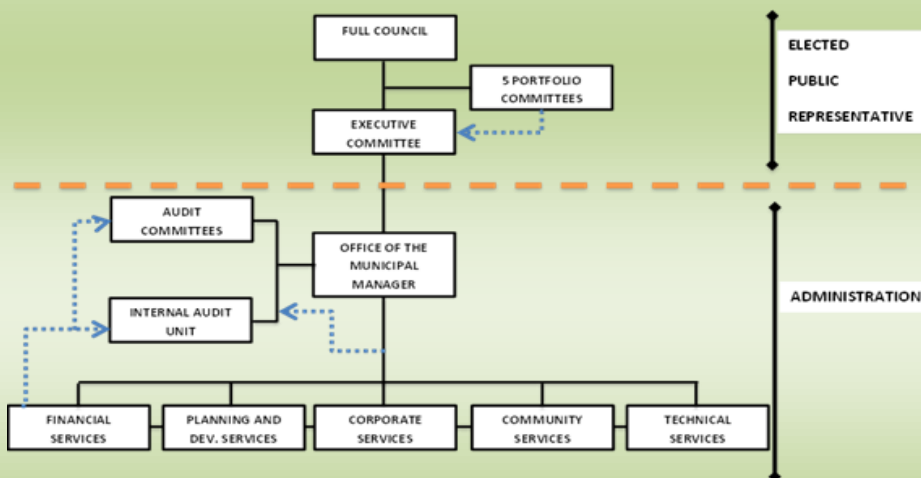 FULL COUNCIL
5 PORTFOLIO
COMMITTEES
EXECUTIVE
COMMITTEE
ELECTED
PUBLIC
REPRESENTATIVE
AUDIT
COMMITTEES
OFFICE OF THE
MUNICIPAL
MANAGER
INTERNAL AUDIT
UNIT
ADMINISTRATION
FINANCIAL
SERVICES
PLANNING AND
DEV. SERVICES
CORPORATE
SERVICES
COMMUNITY
SERVICES
TECHNICAL
SERVICES